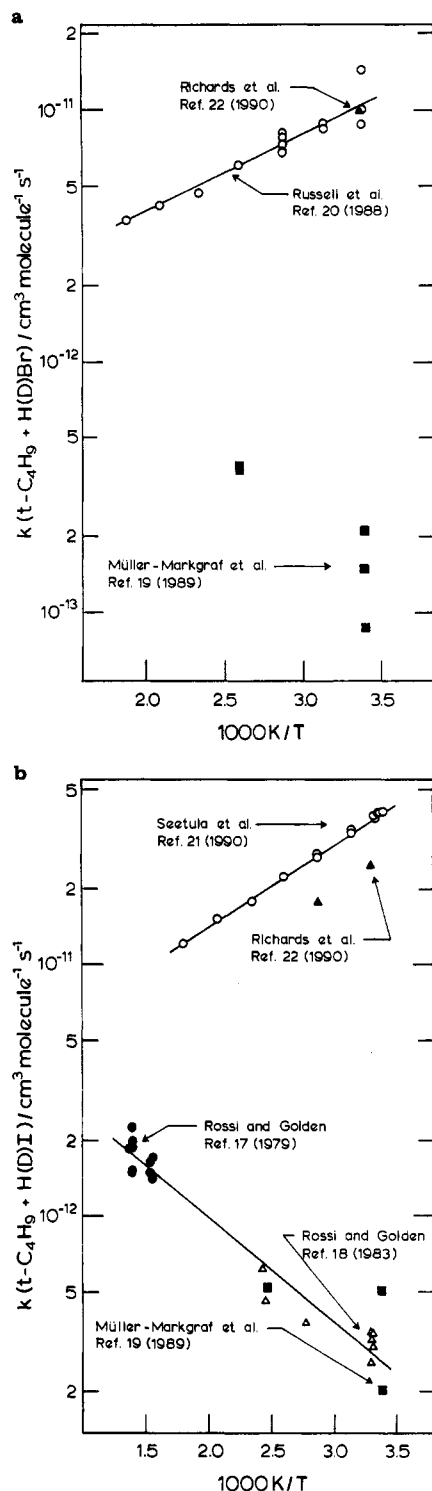 a
2
10⁻¹¹
5
2
10⁻¹²
5
2
10⁻¹³
k(t-C₄H₉ + H(D)Br)/cm³ molecule⁻¹ s⁻¹
Richards et al.
Ref. 22 (1990)
Russell et al.
Ref. 20 (1988)
Müller-Markgraf et al.
Ref. 19 (1989)
2.0 2.5 3.0 3.5
1000K/T
b
5
2
10⁻¹¹
5
2
10⁻¹²
5
2
k(t-C₄H₉ + H(D)I)/cm³ molecule⁻¹ s⁻¹
Seetula et al.
Ref. 21 (1990)
Richards et al.
Ref. 22 (1990)
Rossi and Golden
Ref. 17 (1979)
Rossi and Golden
Ref. 18 (1983)
Müller-Markgraf et al.
Ref. 19 (1989)
1.5 2.0 2.5 3.0 3.5
1000K/T